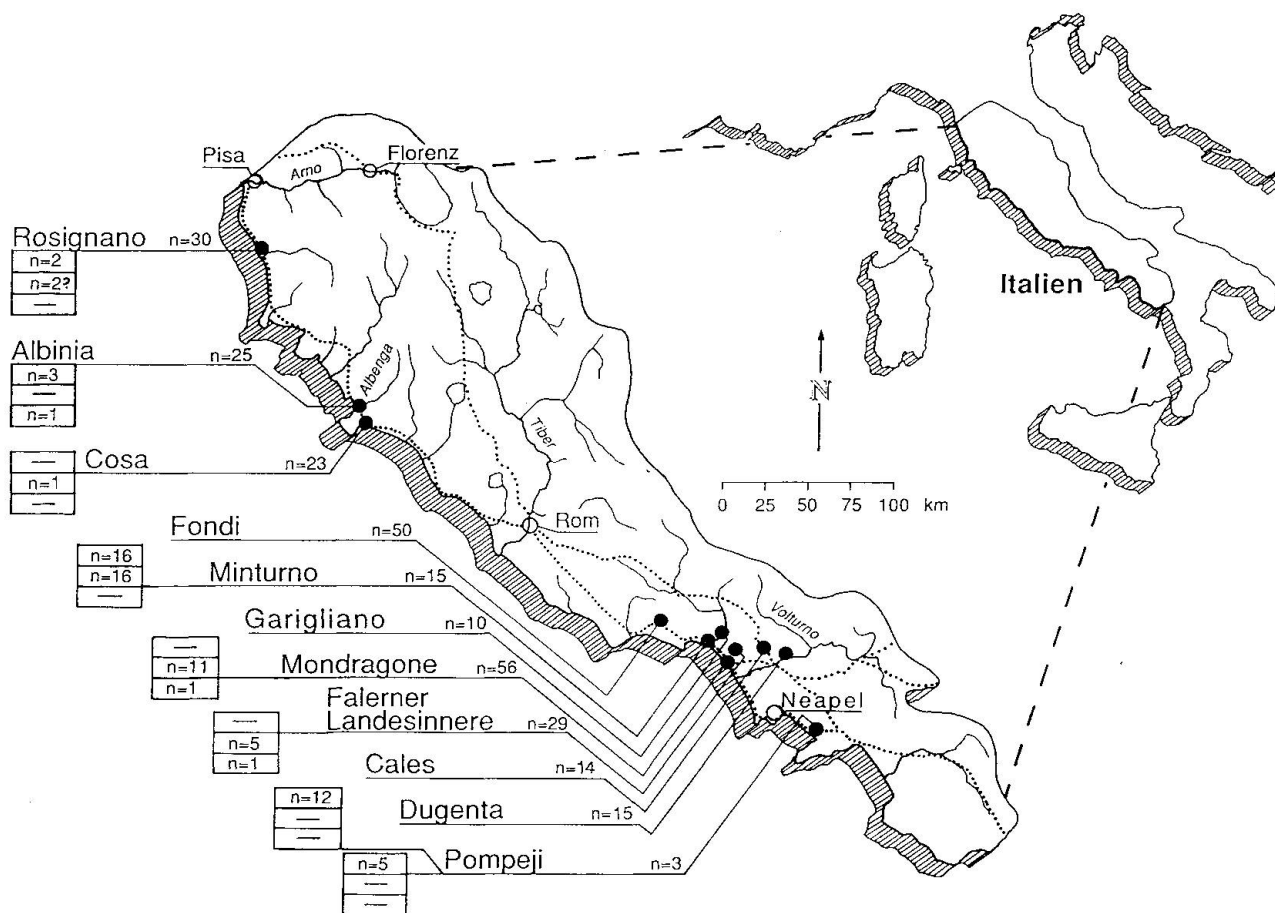 Pisa
Florenz
Arno
Rosignano n=30
n=2
n=2?
—
Albinia n=25
n=3
—
n=1
Albenga
Cosa n=23
—
n=1
—
Tiber
Rom
Italien
N
0 25 50 75 100 km
Fondi n=50
Minturno n=15
n=16
n=16
—
Garigliano n=10
Mondragone n=56
—
n=11
n=1
Falerner
Landesinnere n=29
—
n=5
n=1
Cales n=14
Dugenta n=15
n=12
—
—
Pompeji n=3
n=5
—
—
Volturno
Neapel